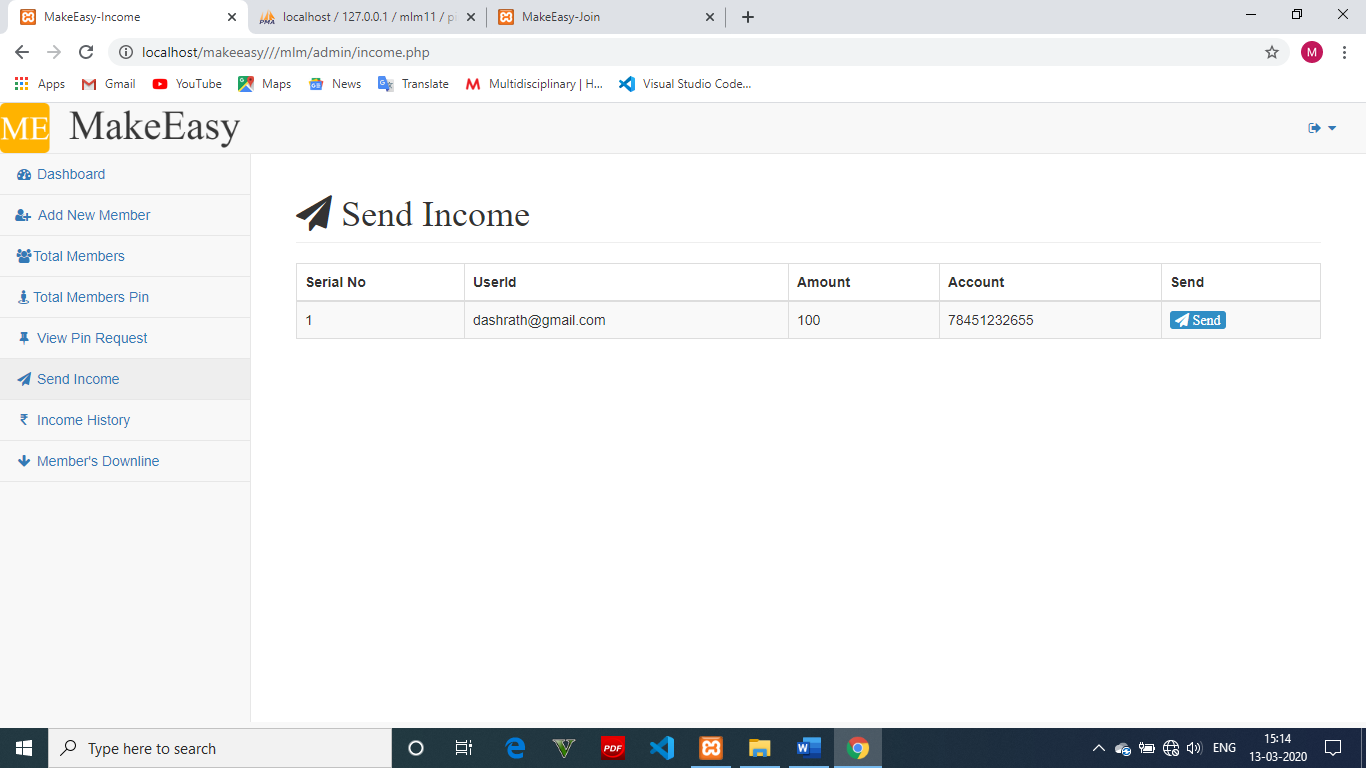 MakeEasy-Income
localhost / 127.0.0.1 / mlm11 / p
MakeEasy-Join
localhost/makeeasy///mlm/admin/income.php
M
Apps
Gmail
YouTube
Maps
News
Translate
Multidisciplinary | H...
Visual Studio Code...
ME MakeEasy
Dashboard
Add New Member
Total Members
Total Members Pin
View Pin Request
Send Income
₹ Income History
Member's Downline
Send Income
Serial No UserId Amount Account Send
1 dashrath@gmail.com 100 78451232655 Send
Type here to search
PDF
ENG
15:14
13-03-2020